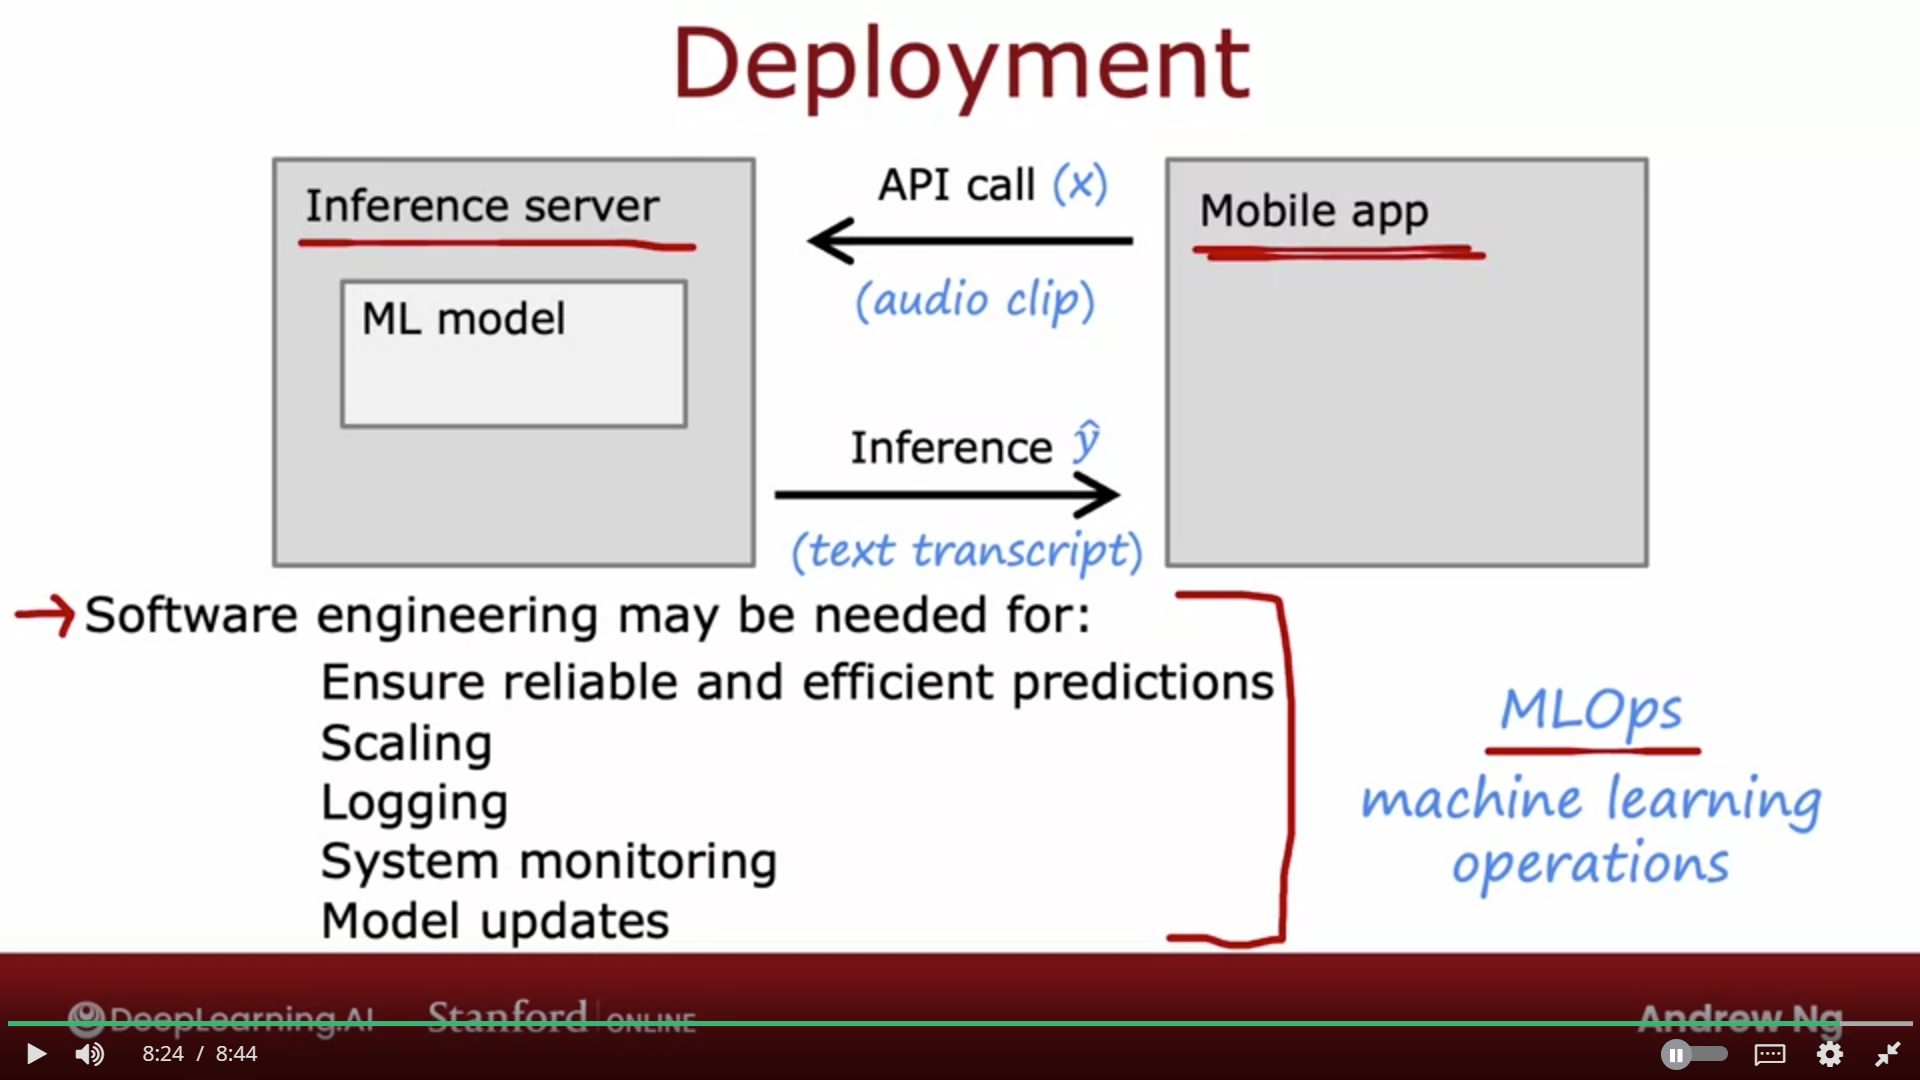 Deployment
Inference server
ML model
API call (x)
(audio clip)
Inference ŷ
(text transcript)
Mobile app
Software engineering may be needed for:
Ensure reliable and efficient predictions
Scaling
Logging
System monitoring
Model updates
MLOps
machine learning
operations
DeepLearning.AI
Stanford ONLINE
Andrew Ng
8:24 / 8:44